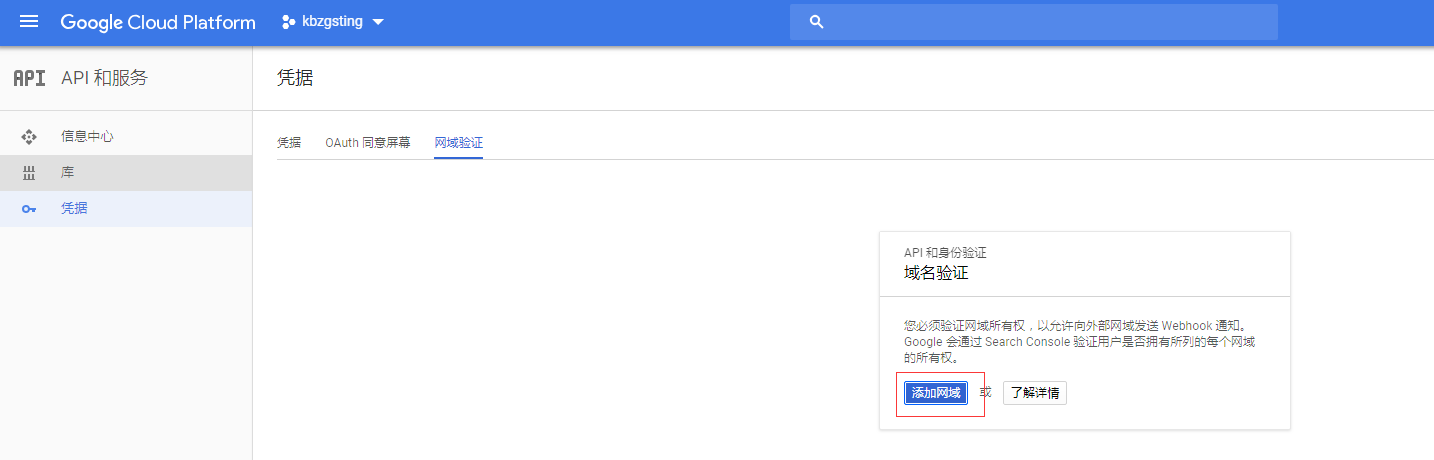 Google Cloud Platform
kbzgsting
API
API 和服务
凭据
信息中心
库
凭据
凭据
OAuth 同意屏幕
网域验证
API 和身份验证
域名验证
您必须验证网域所有权，以允许向外部网域发送 Webhook 通知。
Google 会通过 Search Console 验证用户是否拥有所列的每个网域
的所有权。
添加网域
或
了解详情